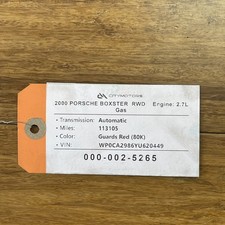 2000 PORSCHE BOXSTER RWD Engine: 2.7L
Gas
• Transmission: Automatic
• Miles: 113105
• Color: Guards Red (80K)
• VIN: WP0CA2986YU620449
000-002-5265